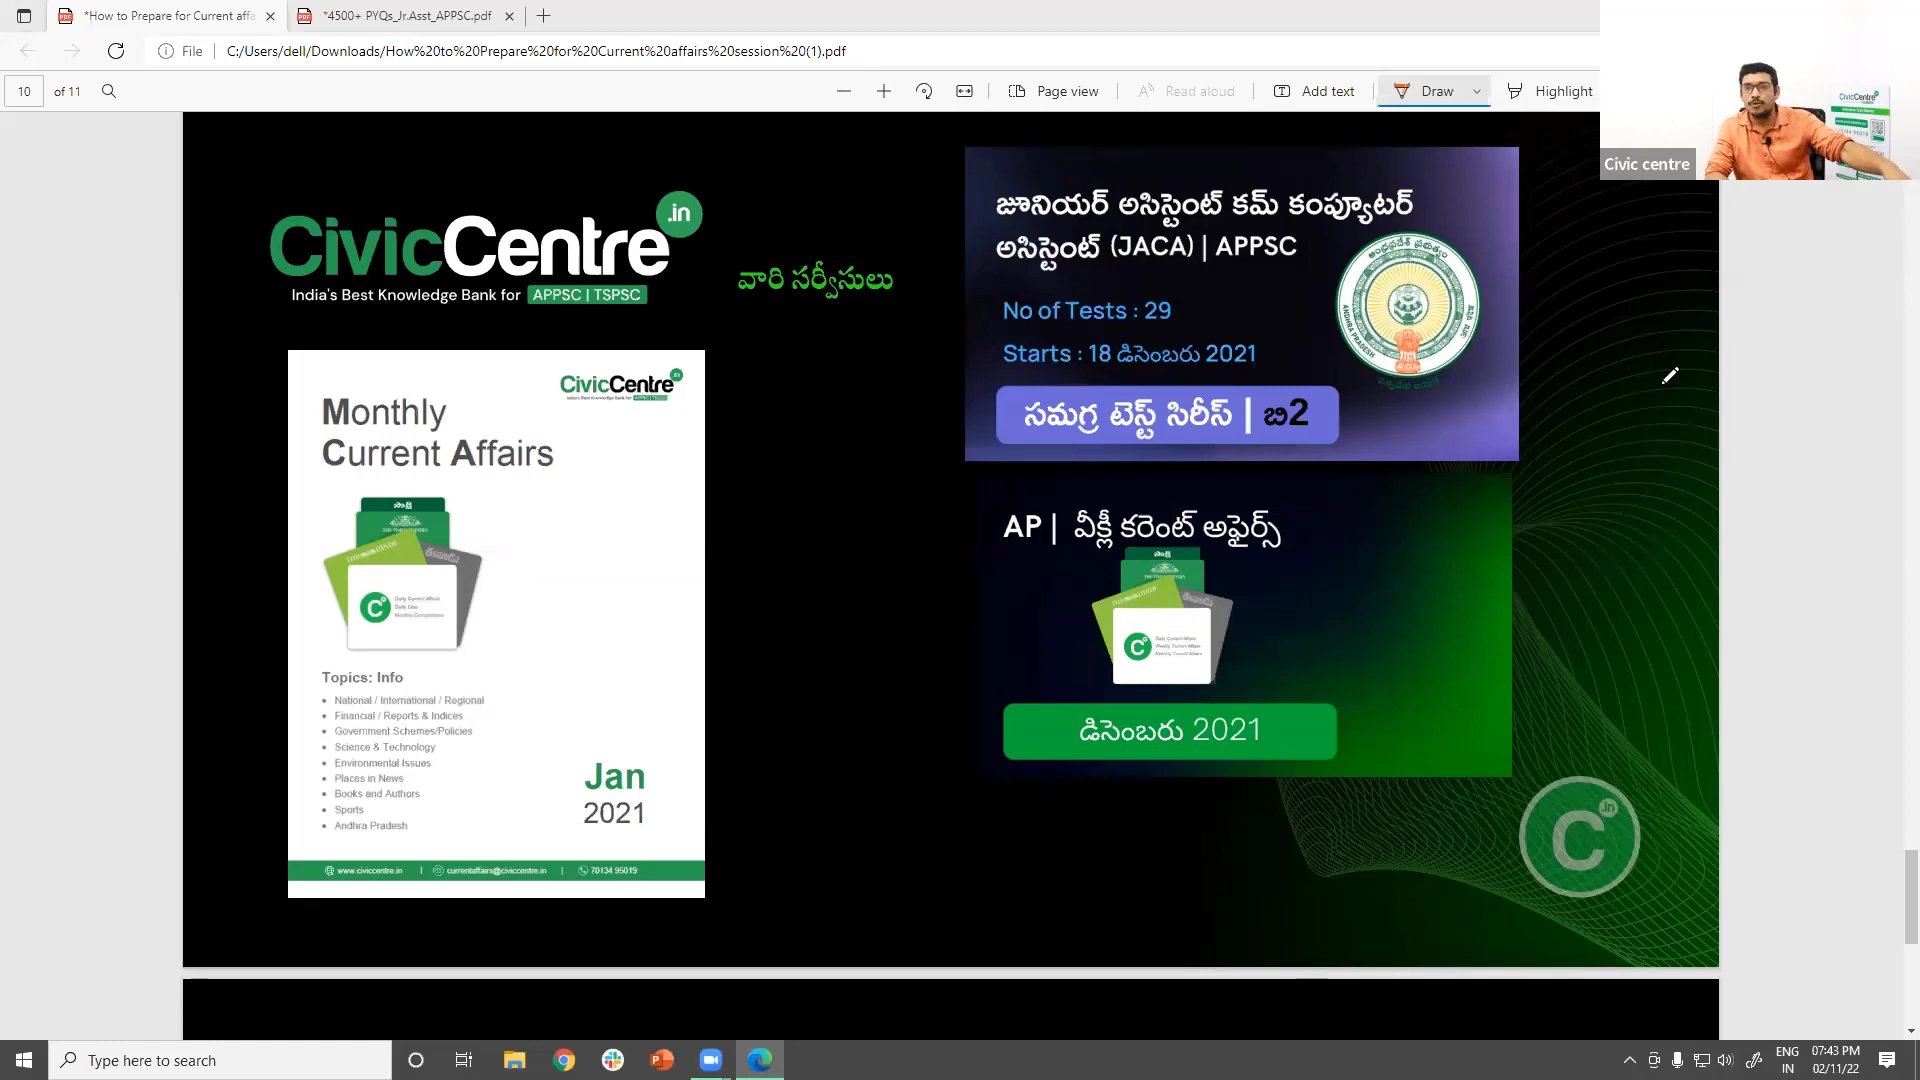 *How to Prepare for Current affa
*4500+ PYQs_Jr.Asst_APPSC.pdf
File
C:/Users/dell/Downloads/How%20to%20Prepare%20for%20Current%20affairs%20session%20(1).pdf
10 of 11
Page view
Read aloud
Add text
Draw
Highlight
Civic centre
CivicCentre
.in
India's Best Knowledge Bank for APPSC | TSPSC
వారి సర్వీసులు
CivicCentre
Monthly
Current Affairs
సాక్షి
Topics: Info
National / International / Regional
Financial / Reports & Indices
Government Schemes/Policies
Science & Technology
Environmental Issues
Places in News
Books and Authors
Sports
Andhra Pradesh
Jan
2021
www.civiccentre.in | currentaffairs@civiccentre.in | 70134 95019
జూనియర్ అసిస్టెంట్ కమ్ కంప్యూటర్
అసిస్టెంట్ (JACA) | APPSC
No of Tests : 29
Starts : 18 డిసెంబరు 2021
సమగ్ర టెస్ట్ సిరీస్ | బి2
ANDHRA PRADESH
AP | వీక్లీ కరెంట్ అఫైర్స్
సాక్షి
డిసెంబరు 2021
C
.in
Type here to search
ENG
IN
07:43 PM
02/11/22